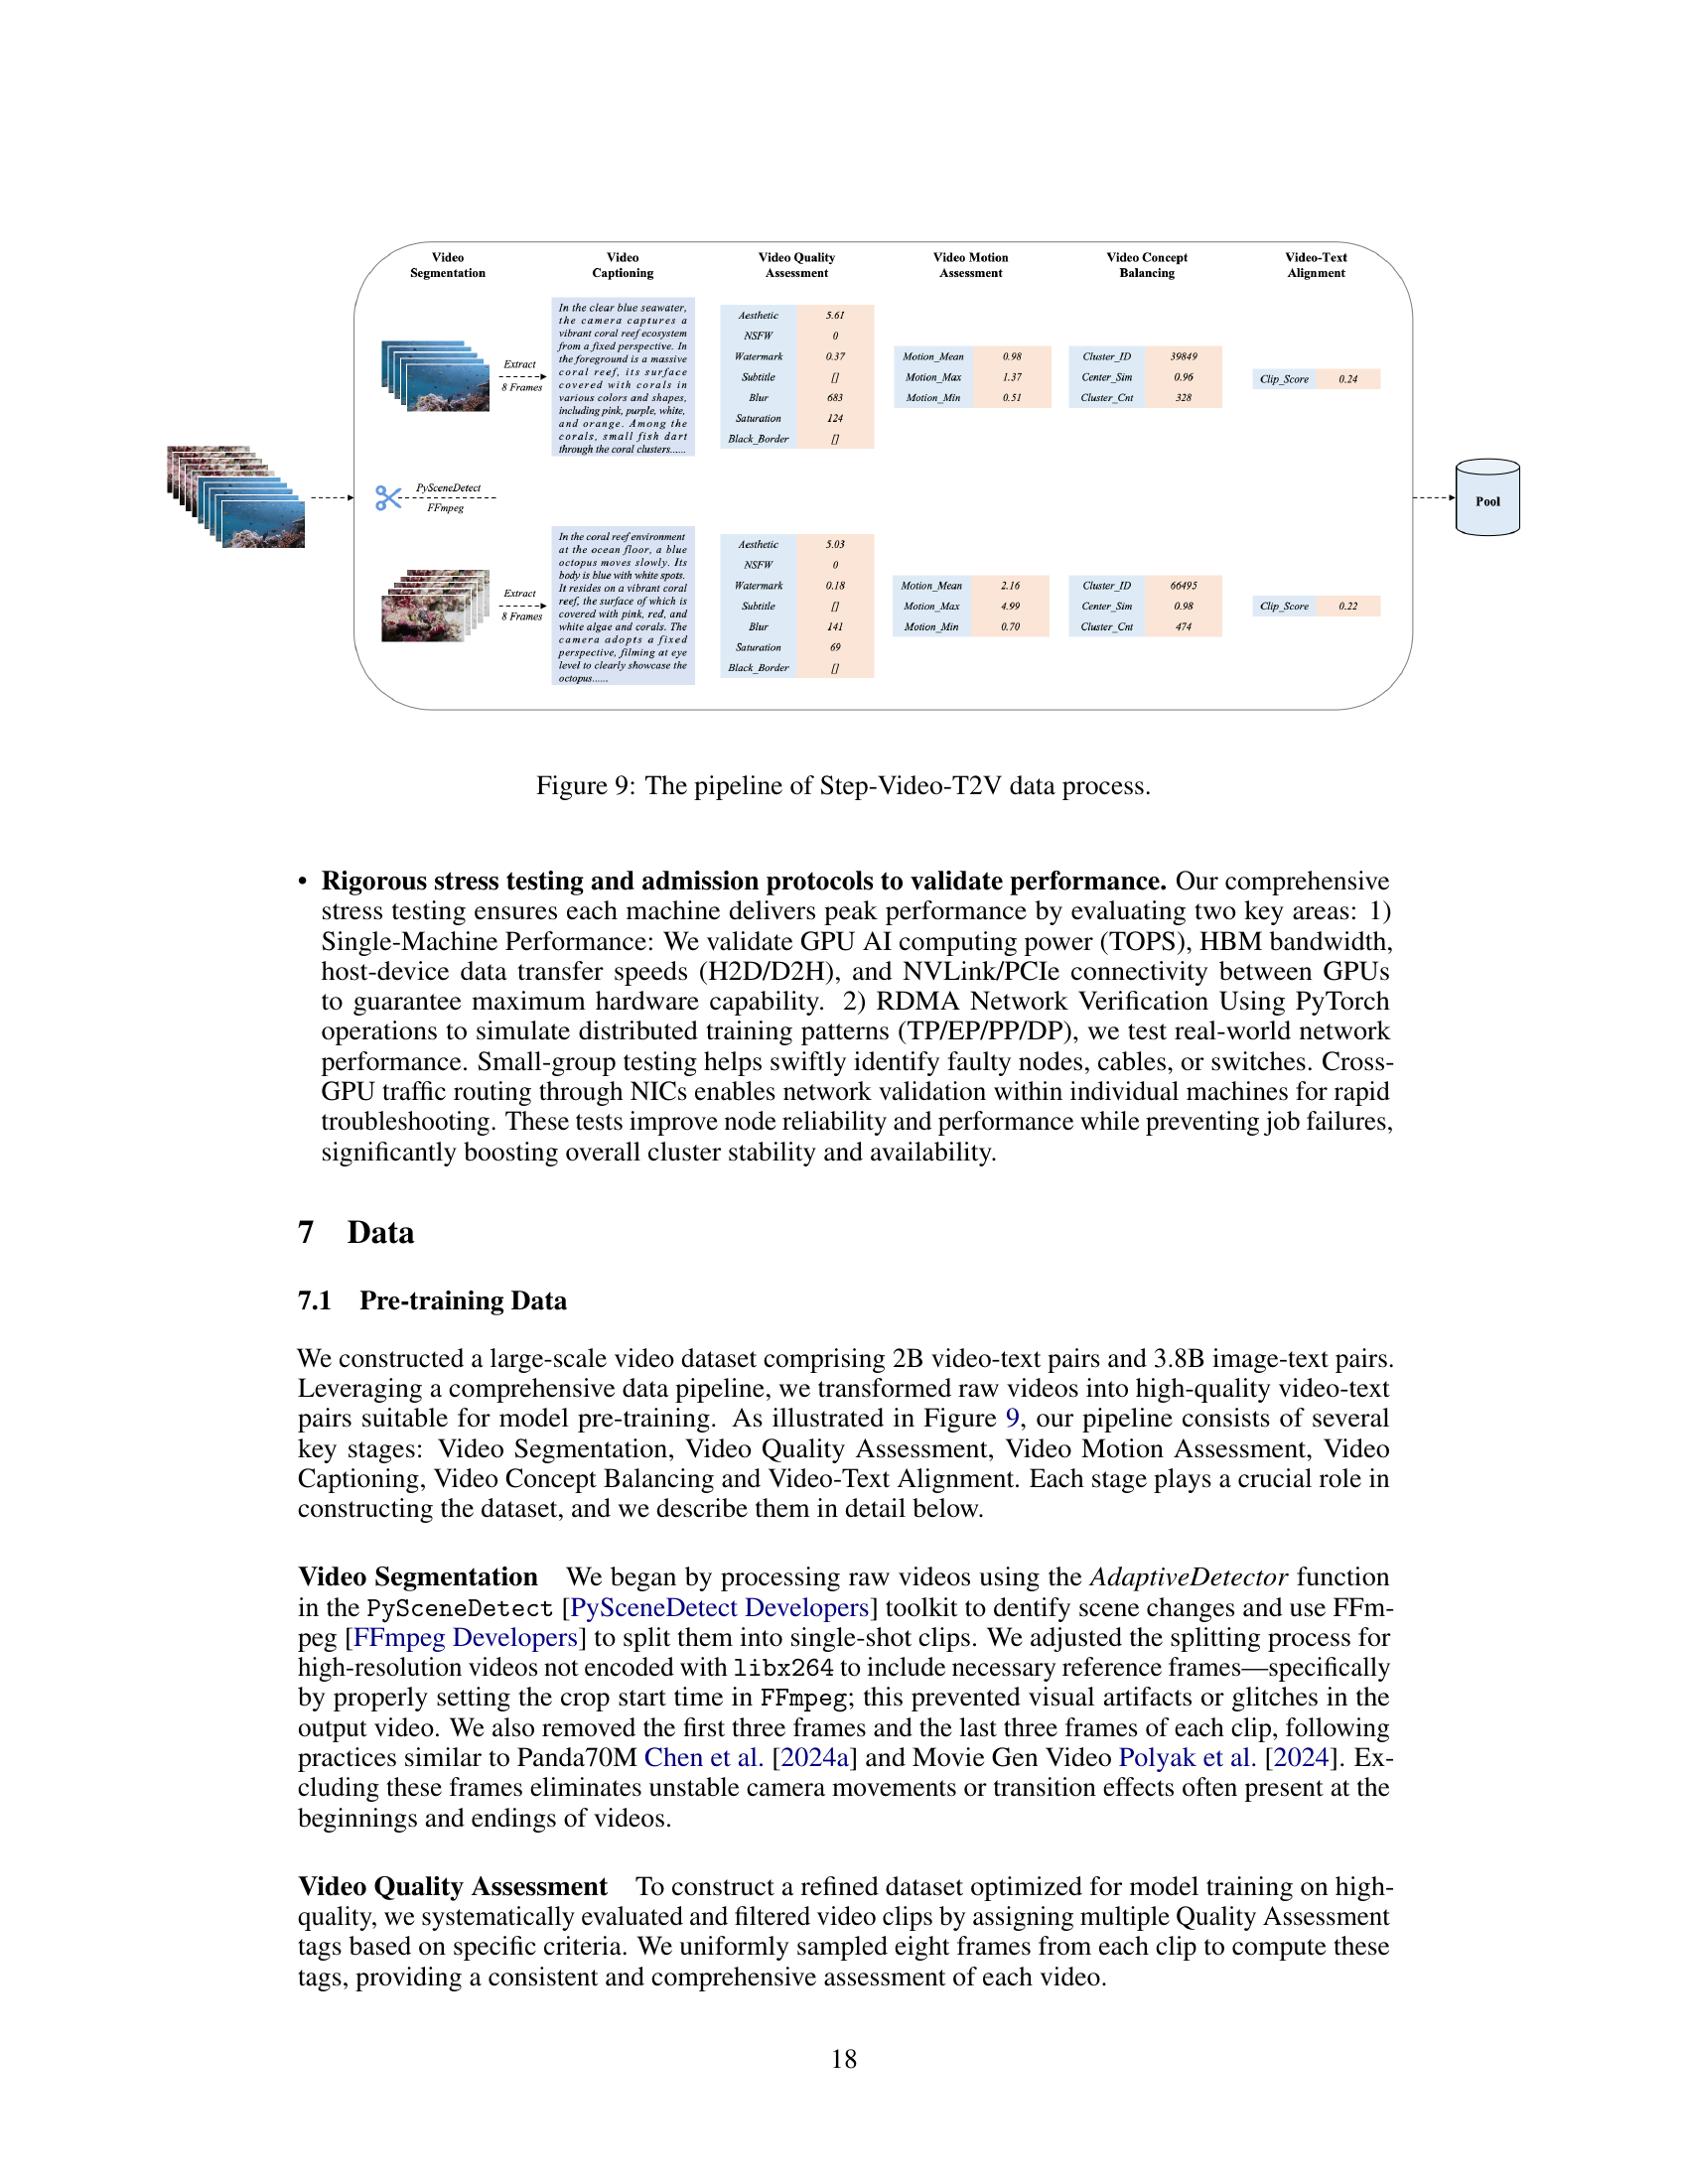 Video
Segmentation
Video
Captioning
Video Quality
Assessment
Video Motion
Assessment
Video Concept
Balancing
Video-Text
Alignment
Extract
8 Frames
In the clear blue seawater,
the camera captures a
vibrant coral reef ecosystem
from a fixed perspective. In
the foreground is a massive
coral reef, its surface
covered with corals in
various colors and shapes,
including pink, purple, white,
and orange. Among the
corals, small fish dart
through the coral clusters......
Aesthetic 5.61
NSFW 0
Watermark 0.37
Subtitle []
Blur 683
Saturation 124
Black_Border []
Motion_Mean 0.98
Motion_Max 1.37
Motion_Min 0.51
Cluster_ID 39849
Center_Sim 0.96
Cluster_Cnt 328
Clip_Score 0.24
PySceneDetect
FFmpeg
Pool
Extract
8 Frames
In the coral reef environment
at the ocean floor, a blue
octopus moves slowly. Its
body is blue with white spots.
It resides on a vibrant coral
reef, the surface of which is
covered with pink, red, and
white algae and corals. The
camera adopts a fixed
perspective, filming at eye
level to clearly showcase the
octopus......
Aesthetic 5.03
NSFW 0
Watermark 0.18
Subtitle []
Blur 141
Saturation 69
Black_Border []
Motion_Mean 2.16
Motion_Max 4.99
Motion_Min 0.70
Cluster_ID 66495
Center_Sim 0.98
Cluster_Cnt 474
Clip_Score 0.22
Figure 9: The pipeline of Step-Video-T2V data process.
• Rigorous stress testing and admission protocols to validate performance. Our comprehensive
stress testing ensures each machine delivers peak performance by evaluating two key areas: 1)
Single-Machine Performance: We validate GPU AI computing power (TOPS), HBM bandwidth,
host-device data transfer speeds (H2D/D2H), and NVLink/PCIe connectivity between GPUs
to guarantee maximum hardware capability. 2) RDMA Network Verification Using PyTorch
operations to simulate distributed training patterns (TP/EP/PP/DP), we test real-world network
performance. Small-group testing helps swiftly identify faulty nodes, cables, or switches. Cross-
GPU traffic routing through NICs enables network validation within individual machines for rapid
troubleshooting. These tests improve node reliability and performance while preventing job failures,
significantly boosting overall cluster stability and availability.
7 Data
7.1 Pre-training Data
We constructed a large-scale video dataset comprising 2B video-text pairs and 3.8B image-text pairs.
Leveraging a comprehensive data pipeline, we transformed raw videos into high-quality video-text
pairs suitable for model pre-training. As illustrated in Figure 9, our pipeline consists of several
key stages: Video Segmentation, Video Quality Assessment, Video Motion Assessment, Video
Captioning, Video Concept Balancing and Video-Text Alignment. Each stage plays a crucial role in
constructing the dataset, and we describe them in detail below.
Video Segmentation We began by processing raw videos using the AdaptiveDetector function
in the PySceneDetect [PySceneDetect Developers] toolkit to dentify scene changes and use FFm-
peg [FFmpeg Developers] to split them into single-shot clips. We adjusted the splitting process for
high-resolution videos not encoded with libx264 to include necessary reference frames—specifically
by properly setting the crop start time in FFmpeg; this prevented visual artifacts or glitches in the
output video. We also removed the first three frames and the last three frames of each clip, following
practices similar to Panda70M Chen et al. [2024a] and Movie Gen Video Polyak et al. [2024]. Ex-
cluding these frames eliminates unstable camera movements or transition effects often present at the
beginnings and endings of videos.
Video Quality Assessment To construct a refined dataset optimized for model training on high-
quality, we systematically evaluated and filtered video clips by assigning multiple Quality Assessment
tags based on specific criteria. We uniformly sampled eight frames from each clip to compute these
tags, providing a consistent and comprehensive assessment of each video.
18